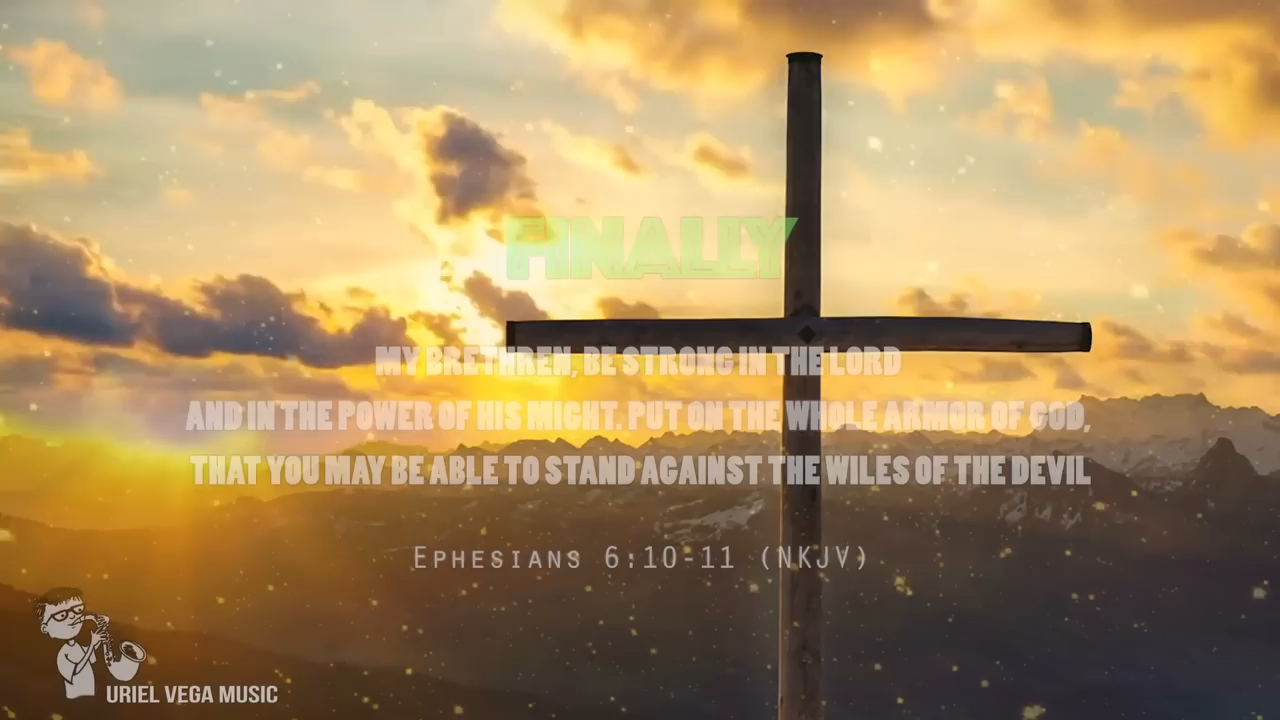 FINALLY
MY BRETHREN, BE STRONG IN THE LORD
AND IN THE POWER OF HIS MIGHT. PUT ON THE WHOLE ARMOR OF GOD,
THAT YOU MAY BE ABLE TO STAND AGAINST THE WILES OF THE DEVIL
EPHESIANS 6:10-11 (NKJV)
URIEL VEGA MUSIC